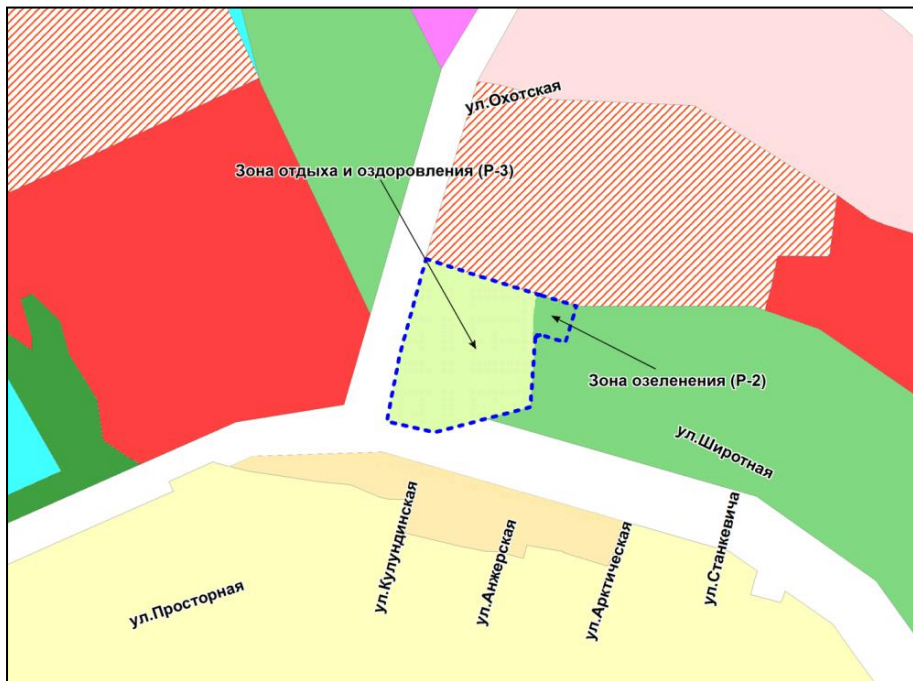 ул.Охотская
Зона отдыха и оздоровления (Р-3)
Зона озеленения (Р-2)
ул.Широтная
ул.Кулундинская
ул.Анжерская
ул.Арктическая
ул.Станкевича
ул.Просторная